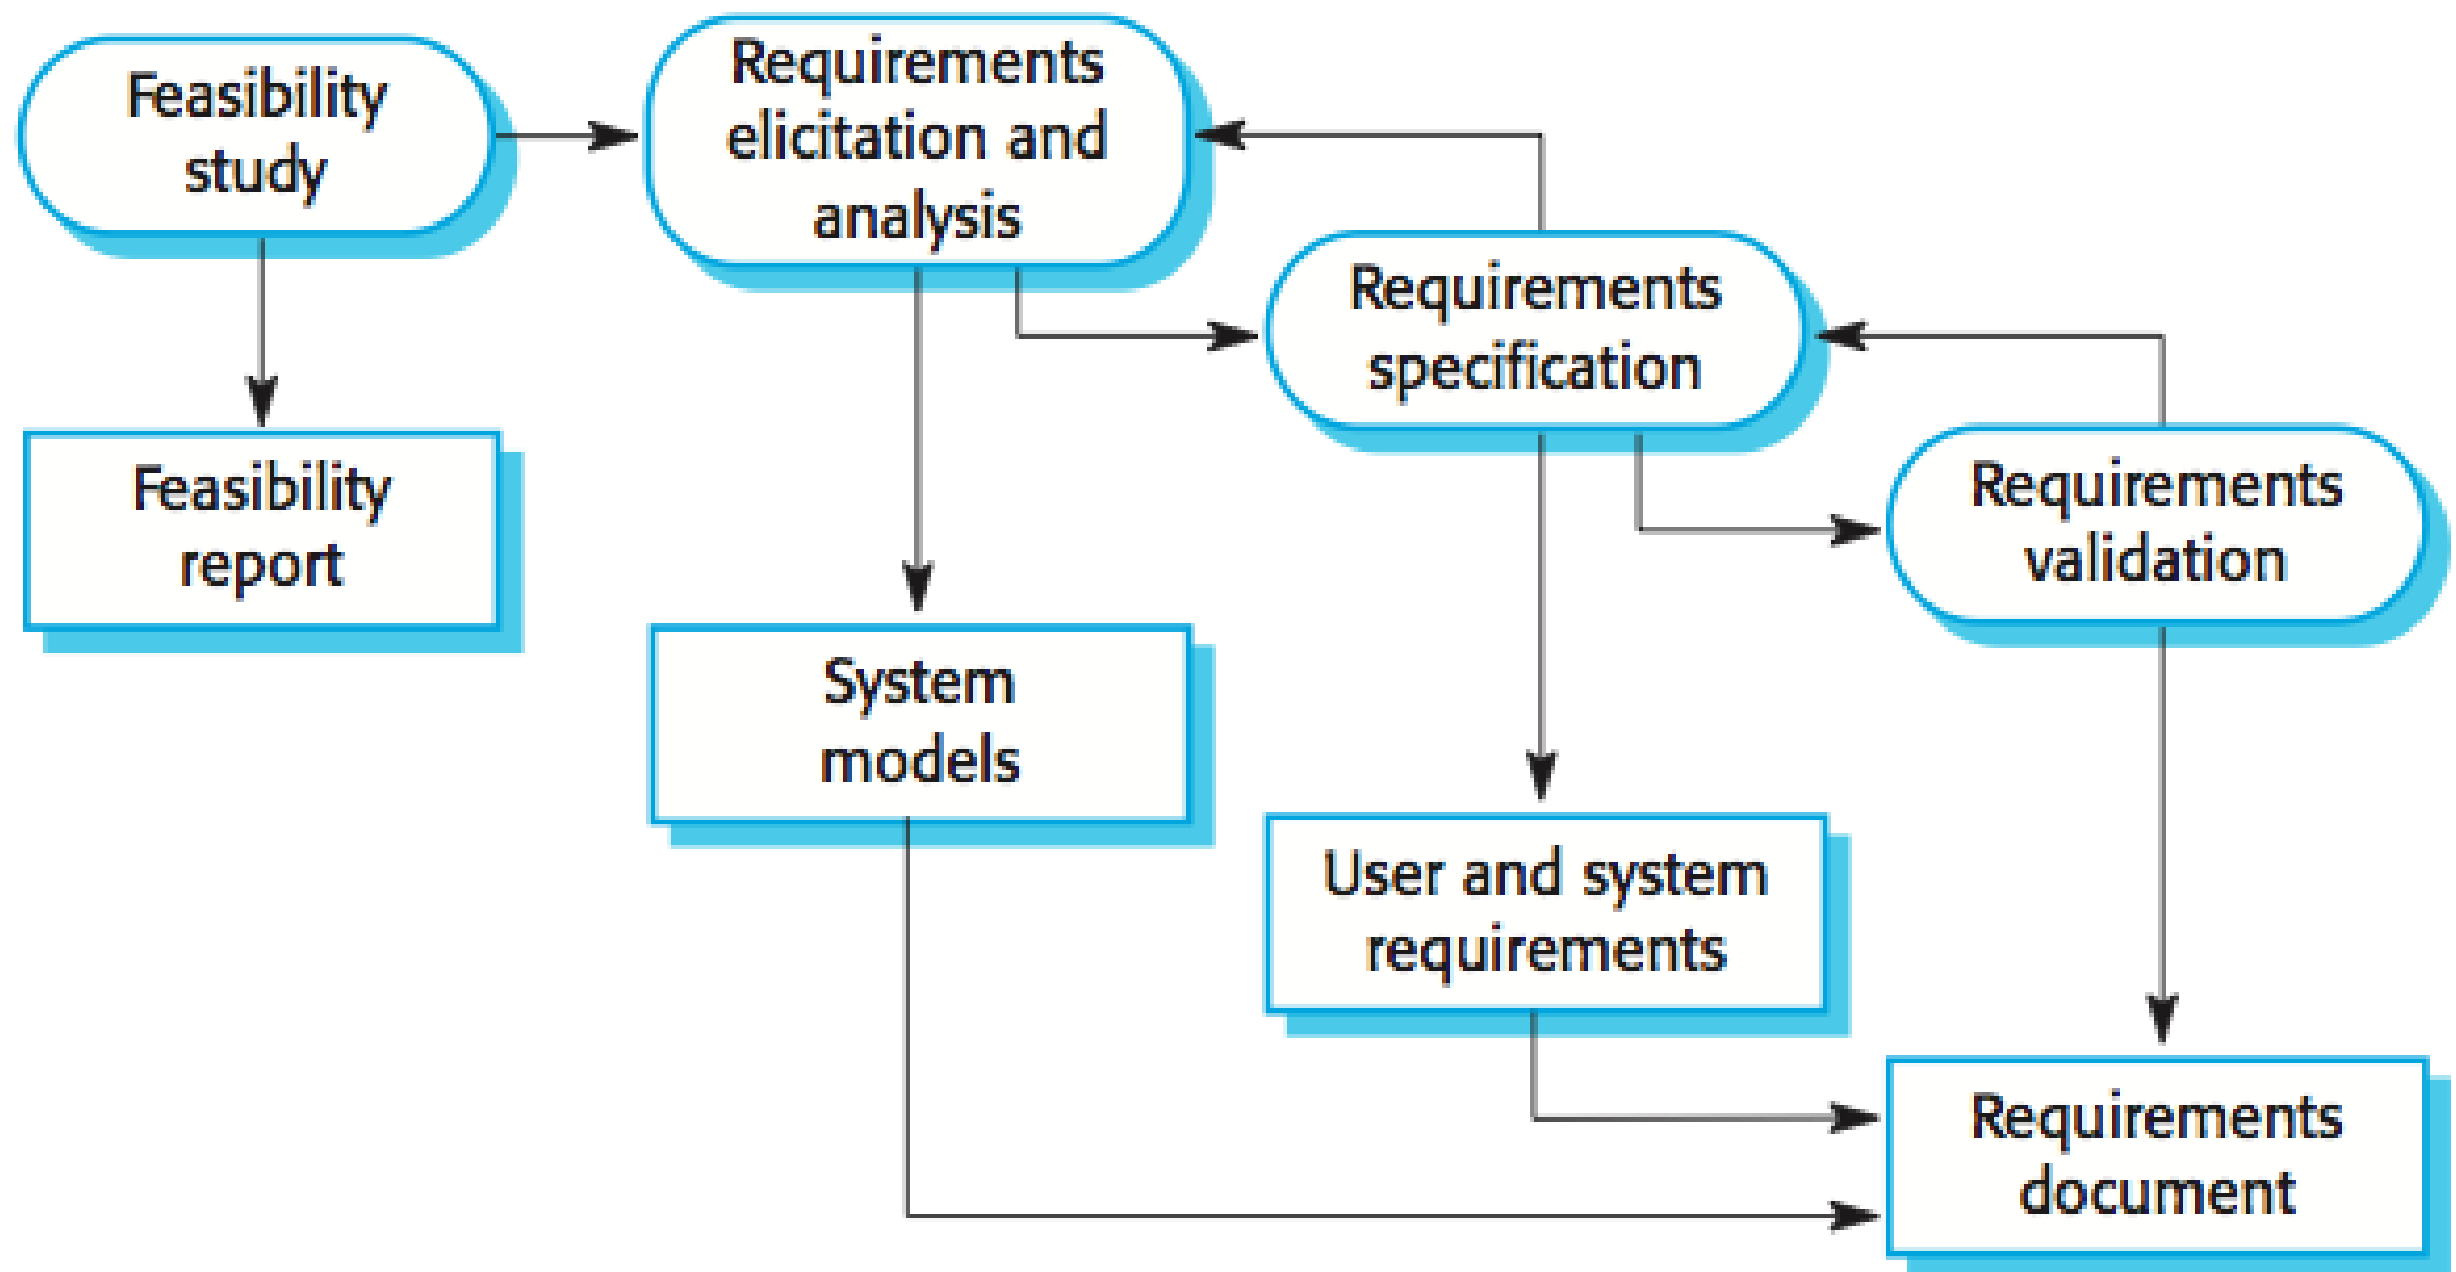 Feasibility
study
Requirements
elicitation and
analysis
Requirements
specification
Requirements
validation
Feasibility
report
System
models
User and system
requirements
Requirements
document